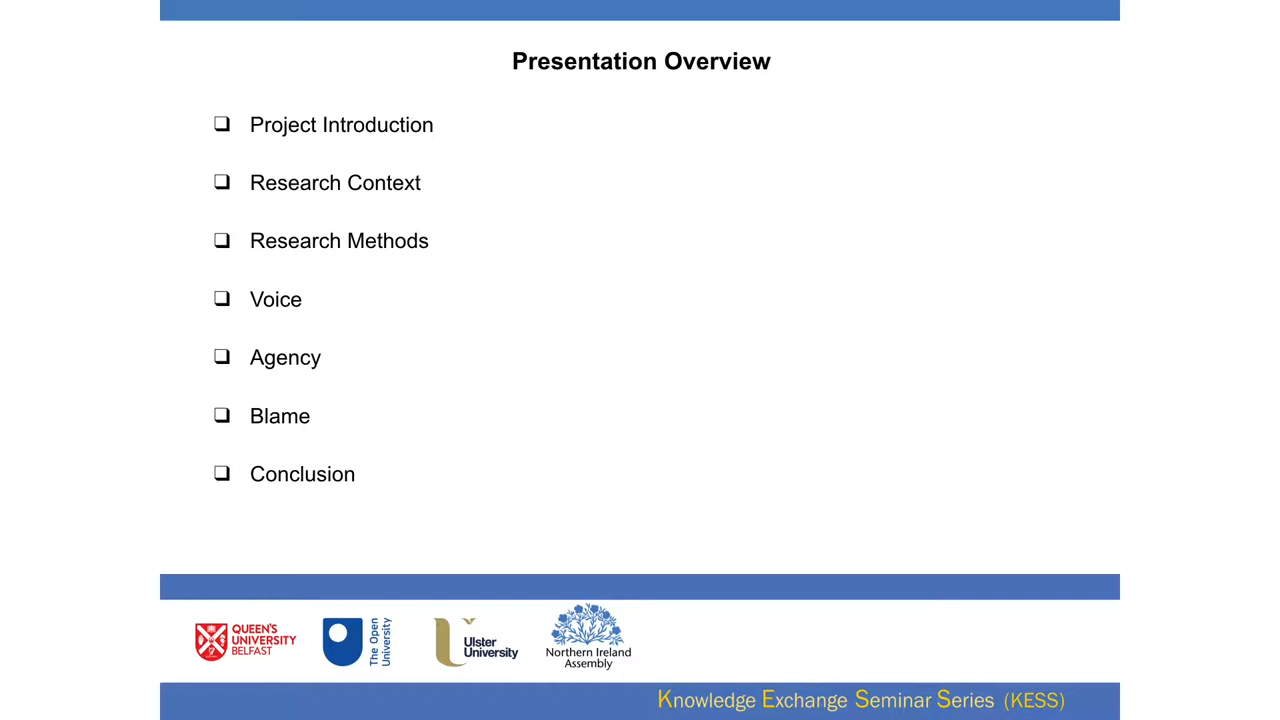 Presentation Overview
❑ Project Introduction
❑ Research Context
❑ Research Methods
❑ Voice
❑ Agency
❑ Blame
❑ Conclusion
QUEEN'S
UNIVERSITY
BELFAST
The Open
University
Ulster
University
Northern Ireland
Assembly
Knowledge Exchange Seminar Series (KESS)